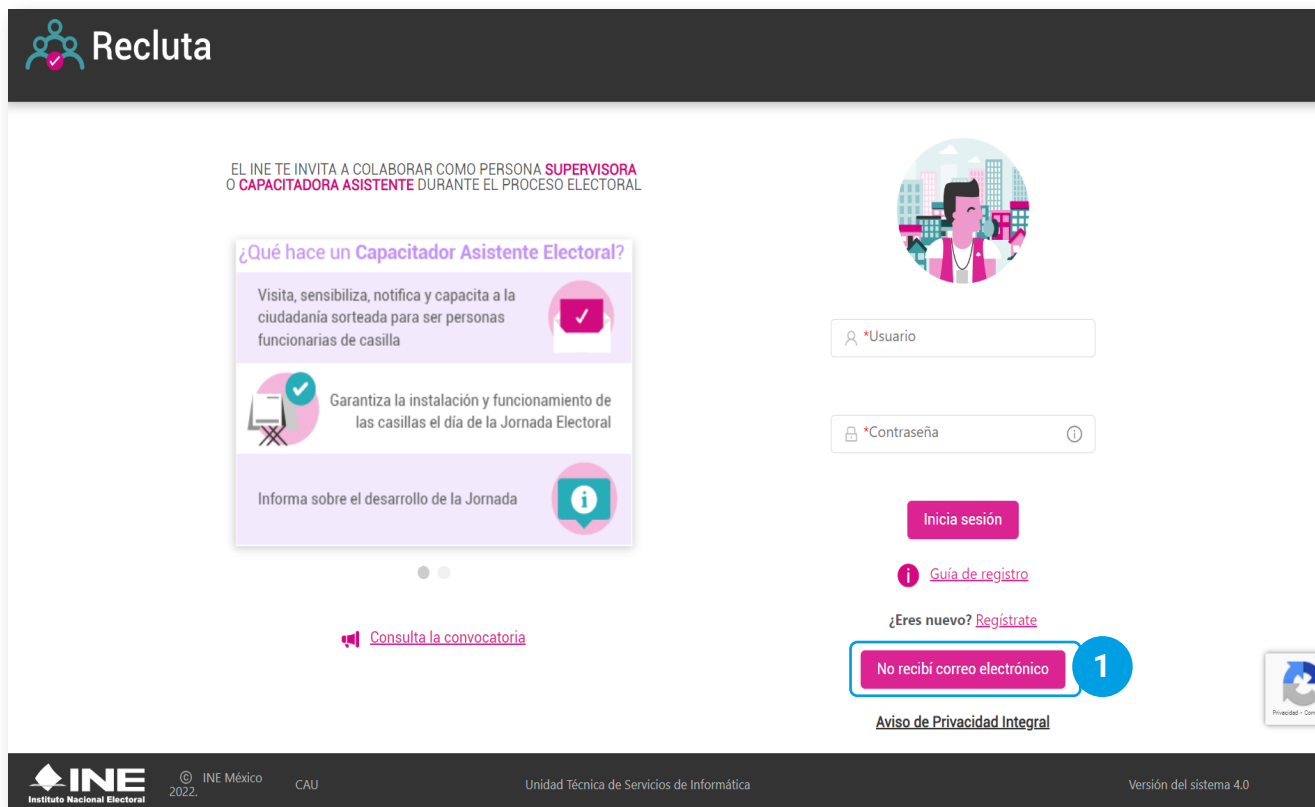 Recluta
EL INE TE INVITA A COLABORAR COMO PERSONA SUPERVISORA
O CAPACITADORA ASISTENTE DURANTE EL PROCESO ELECTORAL
¿Qué hace un Capacitador Asistente Electoral?
Visita, sensibiliza, notifica y capacita a la
ciudadanía sorteada para ser personas
funcionarias de casilla
Garantiza la instalación y funcionamiento de
las casillas el día de la Jornada Electoral
Informa sobre el desarrollo de la Jornada
Consulta la convocatoria
*Usuario
*Contraseña
Inicia sesión
Guía de registro
¿Eres nuevo? Regístrate
No recibí correo electrónico
1
Aviso de Privacidad Integral
Privacidad
INE
Instituto Nacional Electoral
© INE México
2022.
CAU
Unidad Técnica de Servicios de Informática
Versión del sistema 4.0